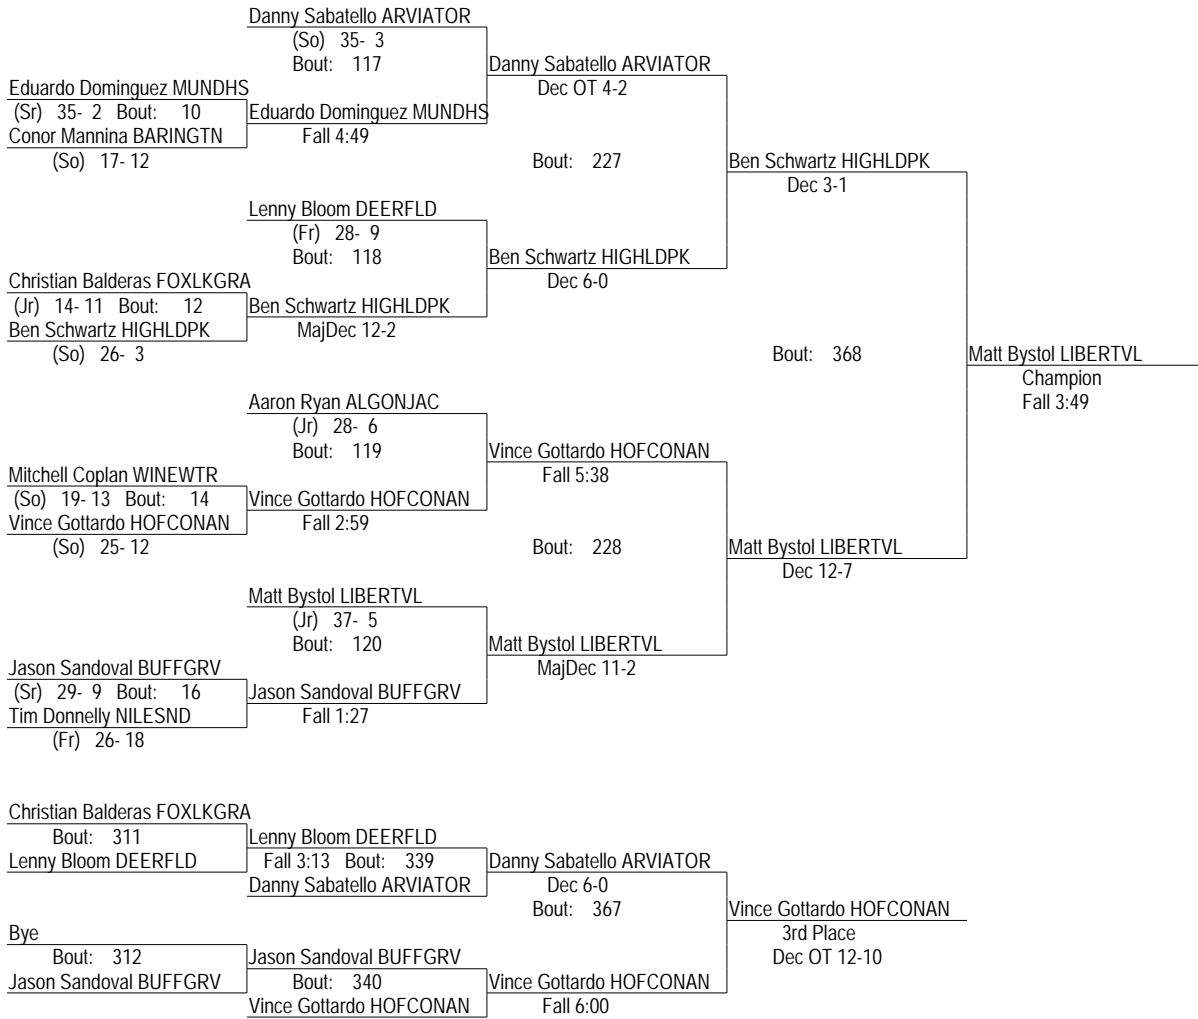 Danny Sabatello ARVIATOR
(So) 35- 3
Bout: 117
Danny Sabatello ARVIATOR
Dec OT 4-2
Eduardo Dominguez MUNDHS
(Sr) 35- 2 Bout: 10
Eduardo Dominguez MUNDHS
Fall 4:49
Conor Mannina BARINGTN
(So) 17- 12
Bout: 227
Ben Schwartz HIGHLDPK
Dec 3-1
Lenny Bloom DEERFLD
(Fr) 28- 9
Bout: 118
Ben Schwartz HIGHLDPK
Dec 6-0
Christian Balderas FOXLKGRA
(Jr) 14- 11 Bout: 12
Ben Schwartz HIGHLDPK
MajDec 12-2
Ben Schwartz HIGHLDPK
(So) 26- 3
Bout: 368
Matt Bystol LIBERTVL
Champion
Fall 3:49
Aaron Ryan ALGONJAC
(Jr) 28- 6
Bout: 119
Vince Gottardo HOFCONAN
Fall 5:38
Mitchell Coplan WINEWTR
(So) 19- 13 Bout: 14
Vince Gottardo HOFCONAN
Fall 2:59
Vince Gottardo HOFCONAN
(So) 25- 12
Bout: 228
Matt Bystol LIBERTVL
Dec 12-7
Matt Bystol LIBERTVL
(Jr) 37- 5
Bout: 120
Matt Bystol LIBERTVL
MajDec 11-2
Jason Sandoval BUFFGRV
(Sr) 29- 9 Bout: 16
Jason Sandoval BUFFGRV
Fall 1:27
Tim Donnelly NILESND
(Fr) 26- 18
Christian Balderas FOXLKGRA
Bout: 311
Lenny Bloom DEERFLD
Lenny Bloom DEERFLD
Fall 3:13 Bout: 339
Danny Sabatello ARVIATOR
Danny Sabatello ARVIATOR
Dec 6-0
Bout: 367
Vince Gottardo HOFCONAN
3rd Place
Dec OT 12-10
Bye
Bout: 312
Jason Sandoval BUFFGRV
Jason Sandoval BUFFGRV
Bout: 340
Vince Gottardo HOFCONAN
Vince Gottardo HOFCONAN
Fall 6:00